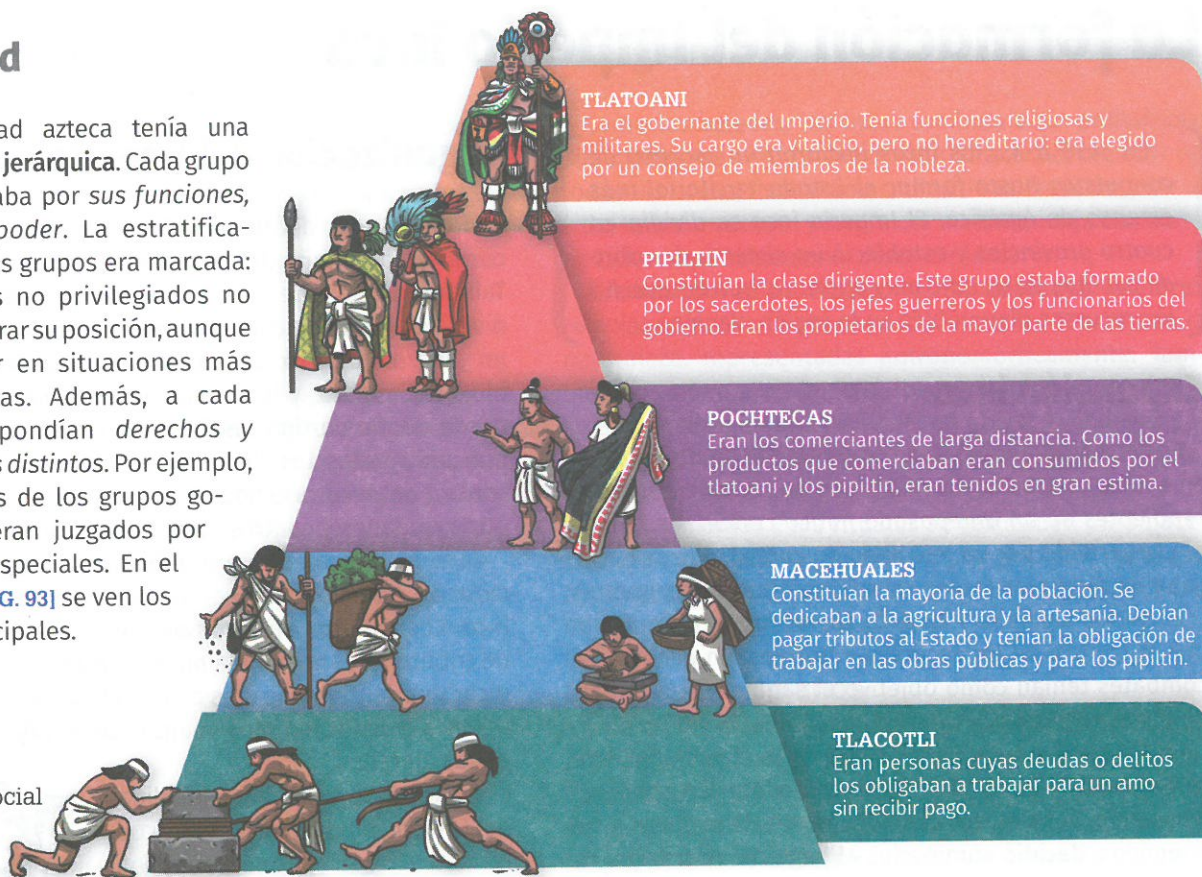 d
ad azteca tenía una
jerárquica. Cada grupo
aba por sus funciones,
poder. La estratifica-
s grupos era marcada:
s no privilegiados no
rar su posición, aunque
r en situaciones más
as. Además, a cada
pondían derechos y
s distintos. Por ejemplo,
s de los grupos go-
eran juzgados por
speciales. En el
G. 93] se ven los
cipales.
ocial
TLATOANI
Era el gobernante del Imperio. Tenía funciones religiosas y
militares. Su cargo era vitalicio, pero no hereditario: era elegido
por un consejo de miembros de la nobleza.
PIPILTIN
Constituían la clase dirigente. Este grupo estaba formado
por los sacerdotes, los jefes guerreros y los funcionarios del
gobierno. Eran los propietarios de la mayor parte de las tierras.
POCHTECAS
Eran los comerciantes de larga distancia. Como los
productos que comerciaban eran consumidos por el
tlatoani y los pipiltin, eran tenidos en gran estima.
MACEHUALES
Constituían la mayoría de la población. Se
dedicaban a la agricultura y la artesanía. Debían
pagar tributos al Estado y tenían la obligación de
trabajar en las obras públicas y para los pipiltin.
TLACOTLI
Eran personas cuyas deudas o delitos
los obligaban a trabajar para un amo
sin recibir pago.